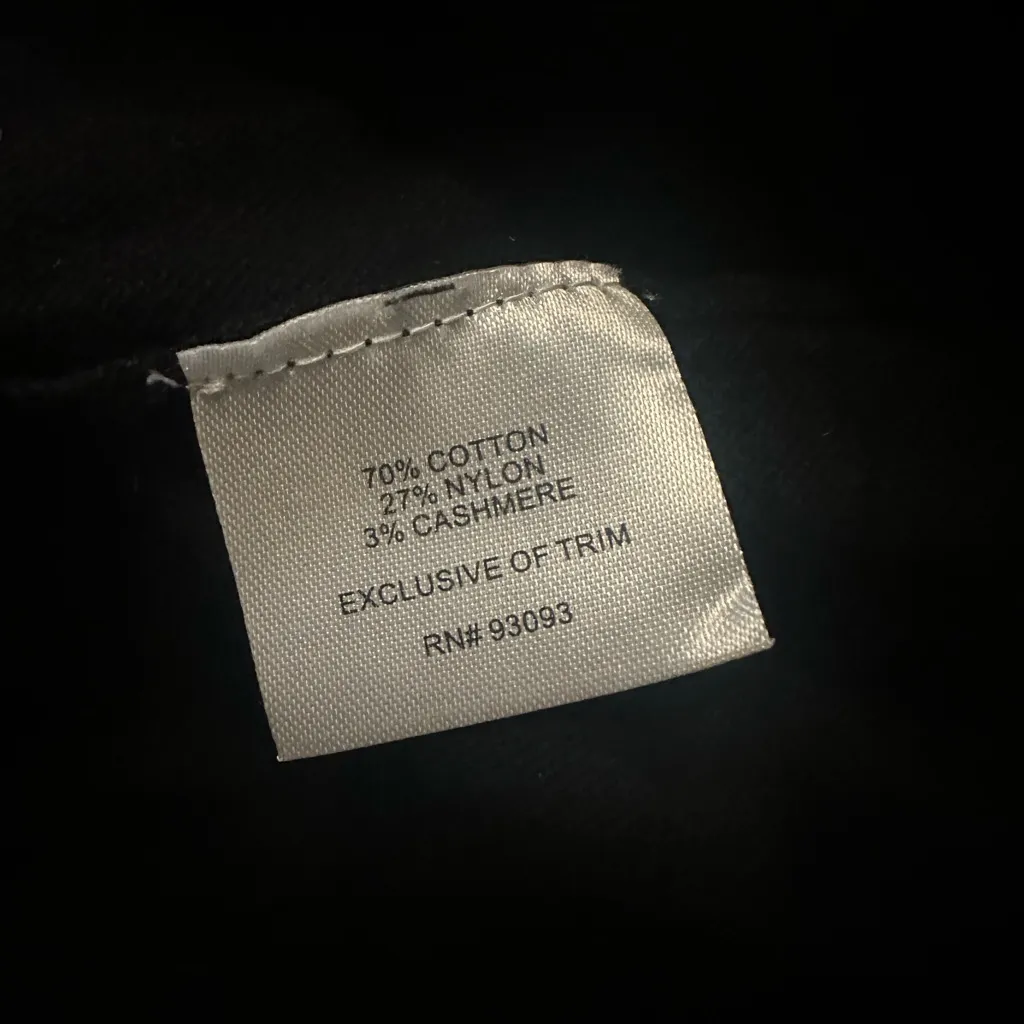 70% COTTON
27% NYLON
3% CASHMERE
EXCLUSIVE OF TRIM
RN# 93093